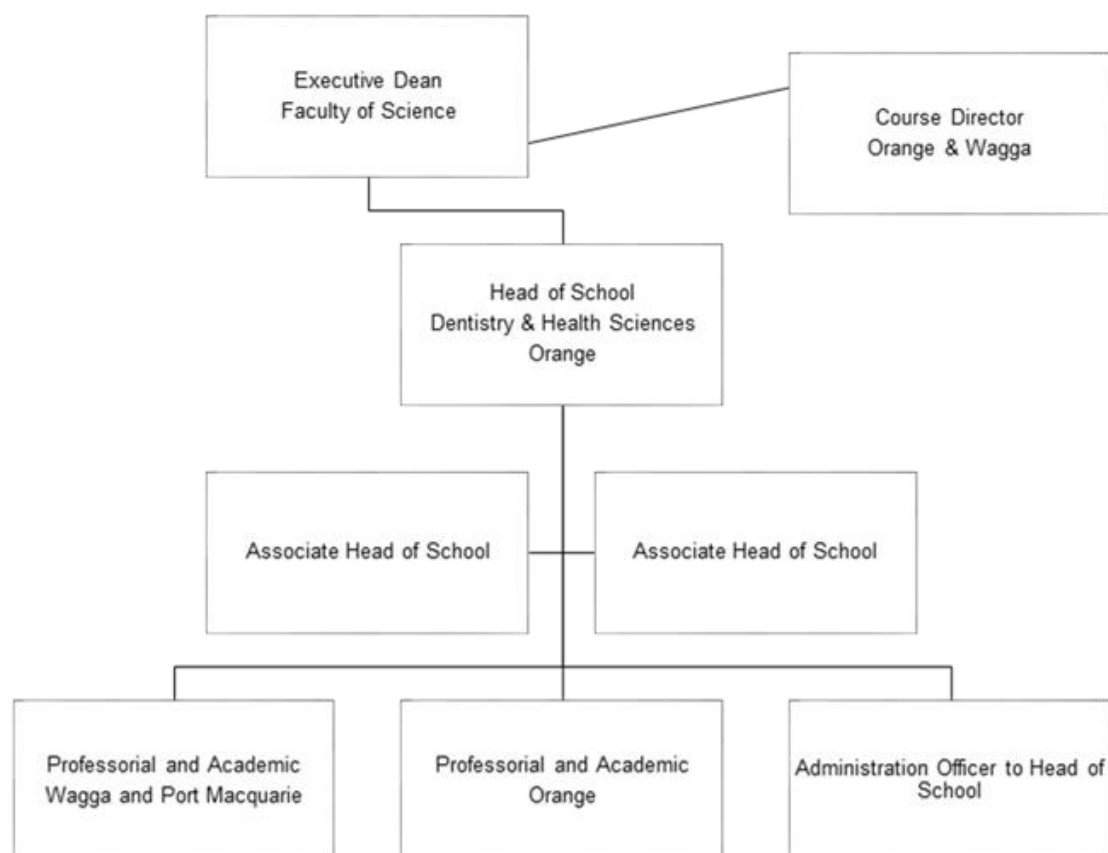 Executive Dean
Faculty of Science
Course Director
Orange & Wagga
Head of School
Dentistry & Health Sciences
Orange
Associate Head of School
Associate Head of School
Professorial and Academic
Wagga and Port Macquarie
Professorial and Academic
Orange
Administration Officer to Head of
School